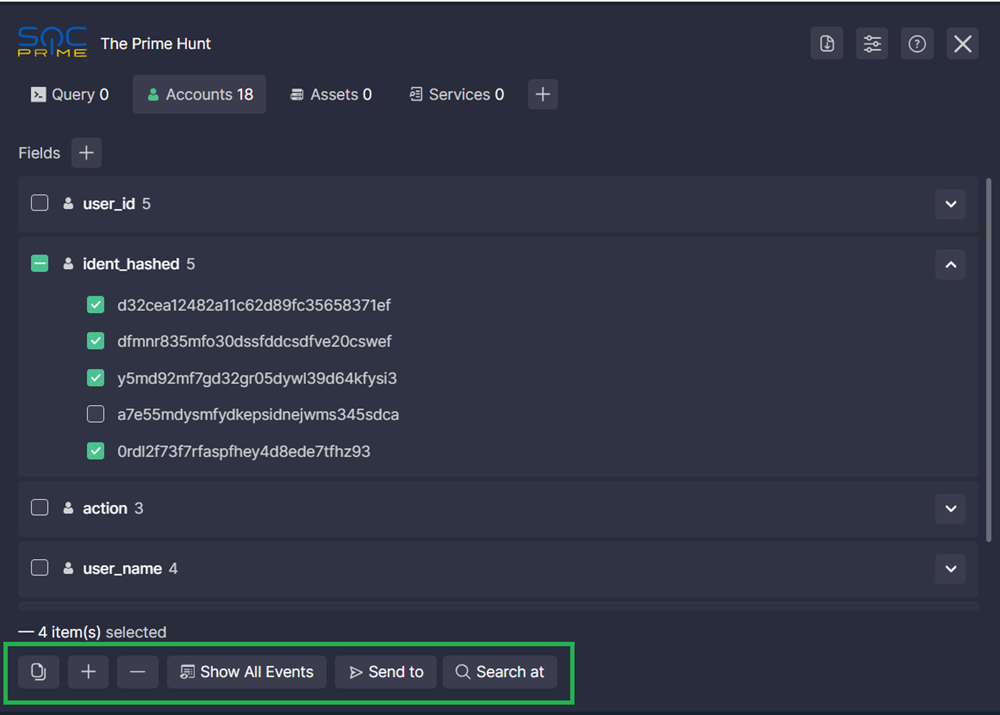 SOC
PRIME
The Prime Hunt
Query 0 Accounts 18 Assets 0 Services 0
Fields
user_id 5
ident_hashed 5
d32cea12482a11c62d89fc35658371ef
dfmnr835mfo30dssfddcsdfve20cswef
y5md92mf7gd32gr05dywl39d64kfysi3
a7e55mdysmfydkepsidnejwms345sdca
0rdl2f73f7rfaspfhey4d8ede7tfhz93
action 3
user_name 4
— 4 item(s) selected
Show All Events Send to Search at